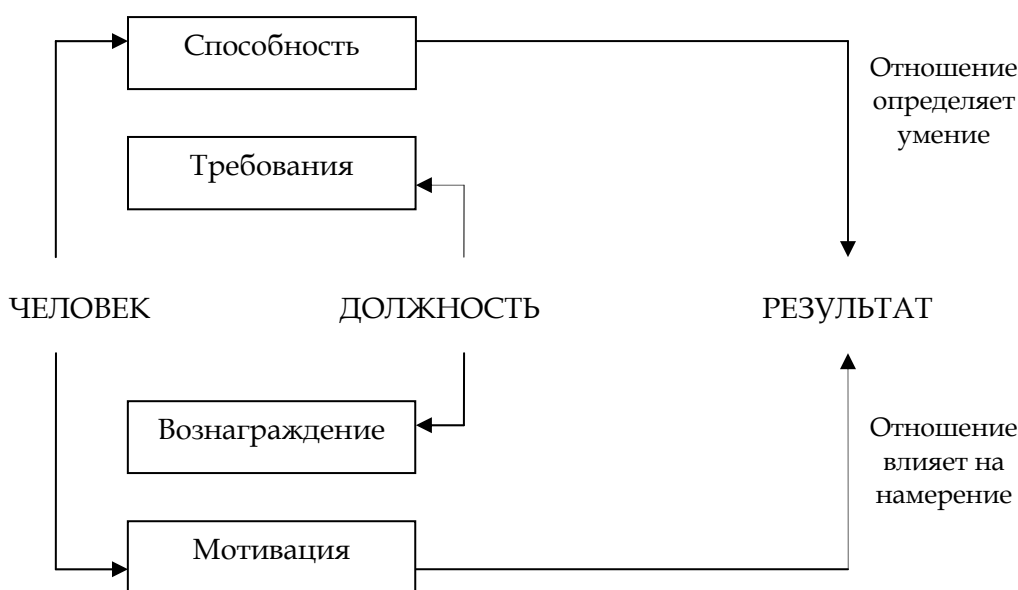 Способность
Отношение
определяет
умение
Требования
ЧЕЛОВЕК
ДОЛЖНОСТЬ
РЕЗУЛЬТАТ
Вознаграждение
Отношение
влияет на
намерение
Мотивация